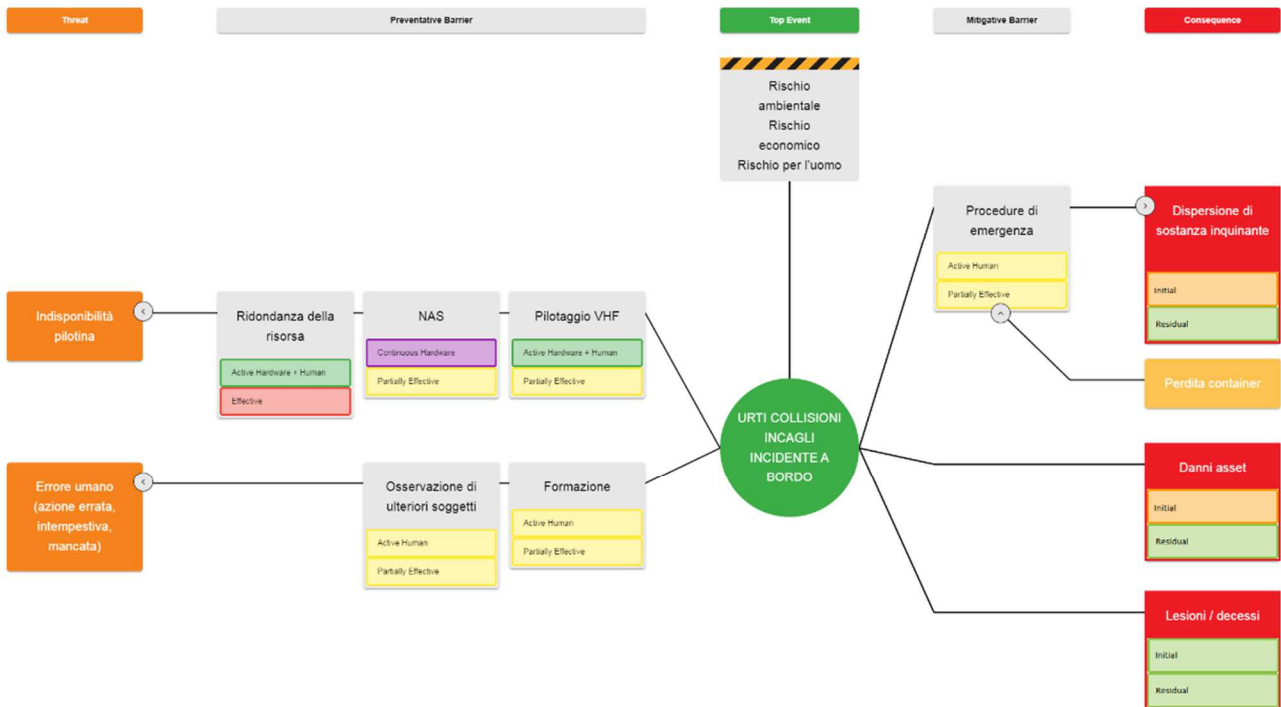 Threat
Preventative Barrier
Top Event
Mitigative Barrier
Consequence
Rischio
ambientale
Rischio
economico
Rischio per l'uomo
Procedure di
emergenza
Active Human
Partially Effective
Dispersione di
sostanza inquinante
Initial
Residual
Indisponibilità
pilotina
Ridondanza della
risorsa
Active Hardware + Human
Effective
NAS
Continuous Hardware
Partially Effective
Pilotaggio VHF
Active Hardware + Human
Partially Effective
Perdita container
URTI COLLISIONI
INCAGLI
INCIDENTE A
BORDO
Errore umano
(azione errata,
intempestiva,
mancata)
Osservazione di
ulteriori soggetti
Active Human
Partially Effective
Formazione
Active Human
Partially Effective
Danni asset
Initial
Residual
Lesioni / decessi
Initial
Residual